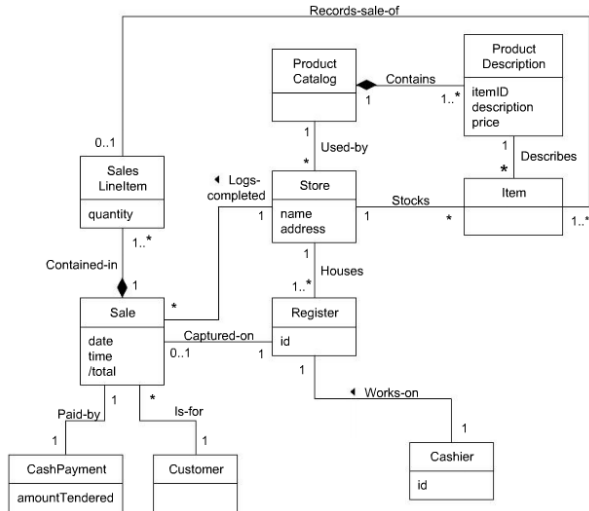 Records-sale-of
Product
Catalog
Product
Description
Contains
1
1..*
itemID
description
price
1
Used-by
*
1
Describes
*
0..1
Sales
LineItem
quantity
1..*
Logs-
completed
1
*
Store
name
address
1
Stocks
*
Item
1..*
Contained-in
1
1
Houses
1..*
Sale
date
time
/total
Captured-on
0..1
1
Register
id
1
Works-on
1
Cashier
id
1
Paid-by
1
*
Is-for
1
CashPayment
amountTendered
Customer